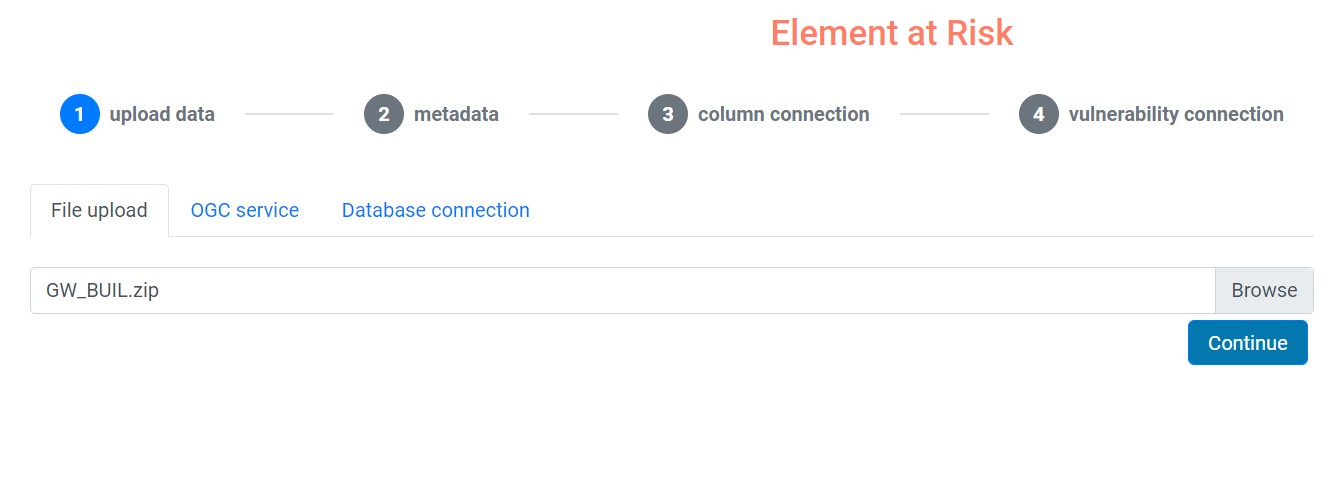 Element at Risk
1 upload data 2 metadata 3 column connection 4 vulnerability connection
File upload OGC service Database connection
GW_BUIL.zip Browse
Continue